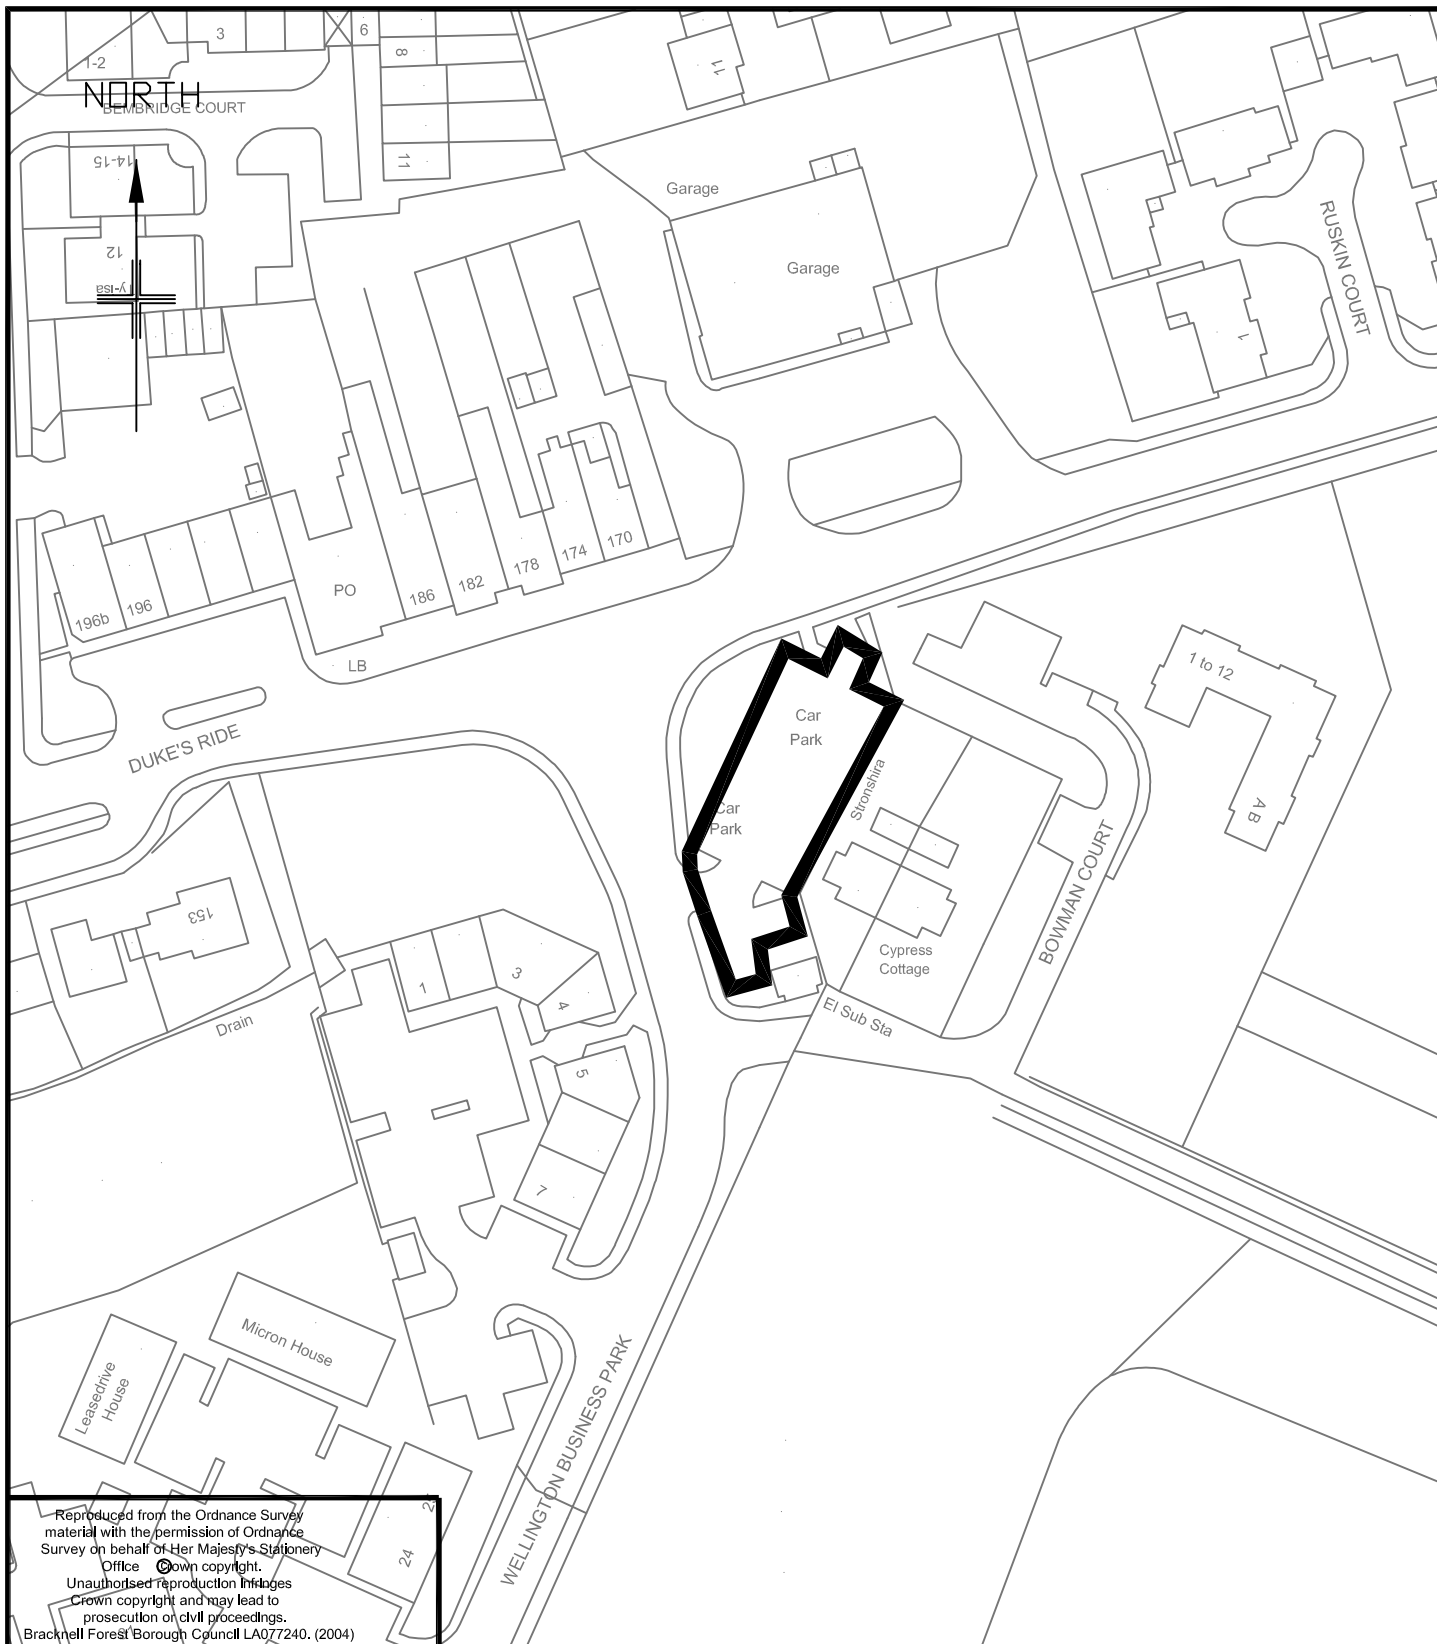 3
6
8
11
1-2
NORTH
BEMBRIDGE COURT
14-15
11
Garage
RUSKIN COURT
12
Ty-Isa
Garage
1
PO
186
182
178
174
170
196b
196
LB
1 to 12
DUKE'S RIDE
Car
Park
Stronshira
Car
Park
A B
BOWMAN COURT
153
Cypress
Cottage
1
3
4
El Sub Sta
Drain
5
7
Micron House
Leasedrive
House
WELLINGTON BUSINESS PARK
24
Reproduced from the Ordnance Survey
material with the permission of Ordnance
Survey on behalf of Her Majesty's Stationery
Office © Crown copyright.
Unauthorised reproduction infringes
Crown copyright and may lead to
prosecution or civil proceedings.
Bracknell Forest Borough Council LA077240. (2004)